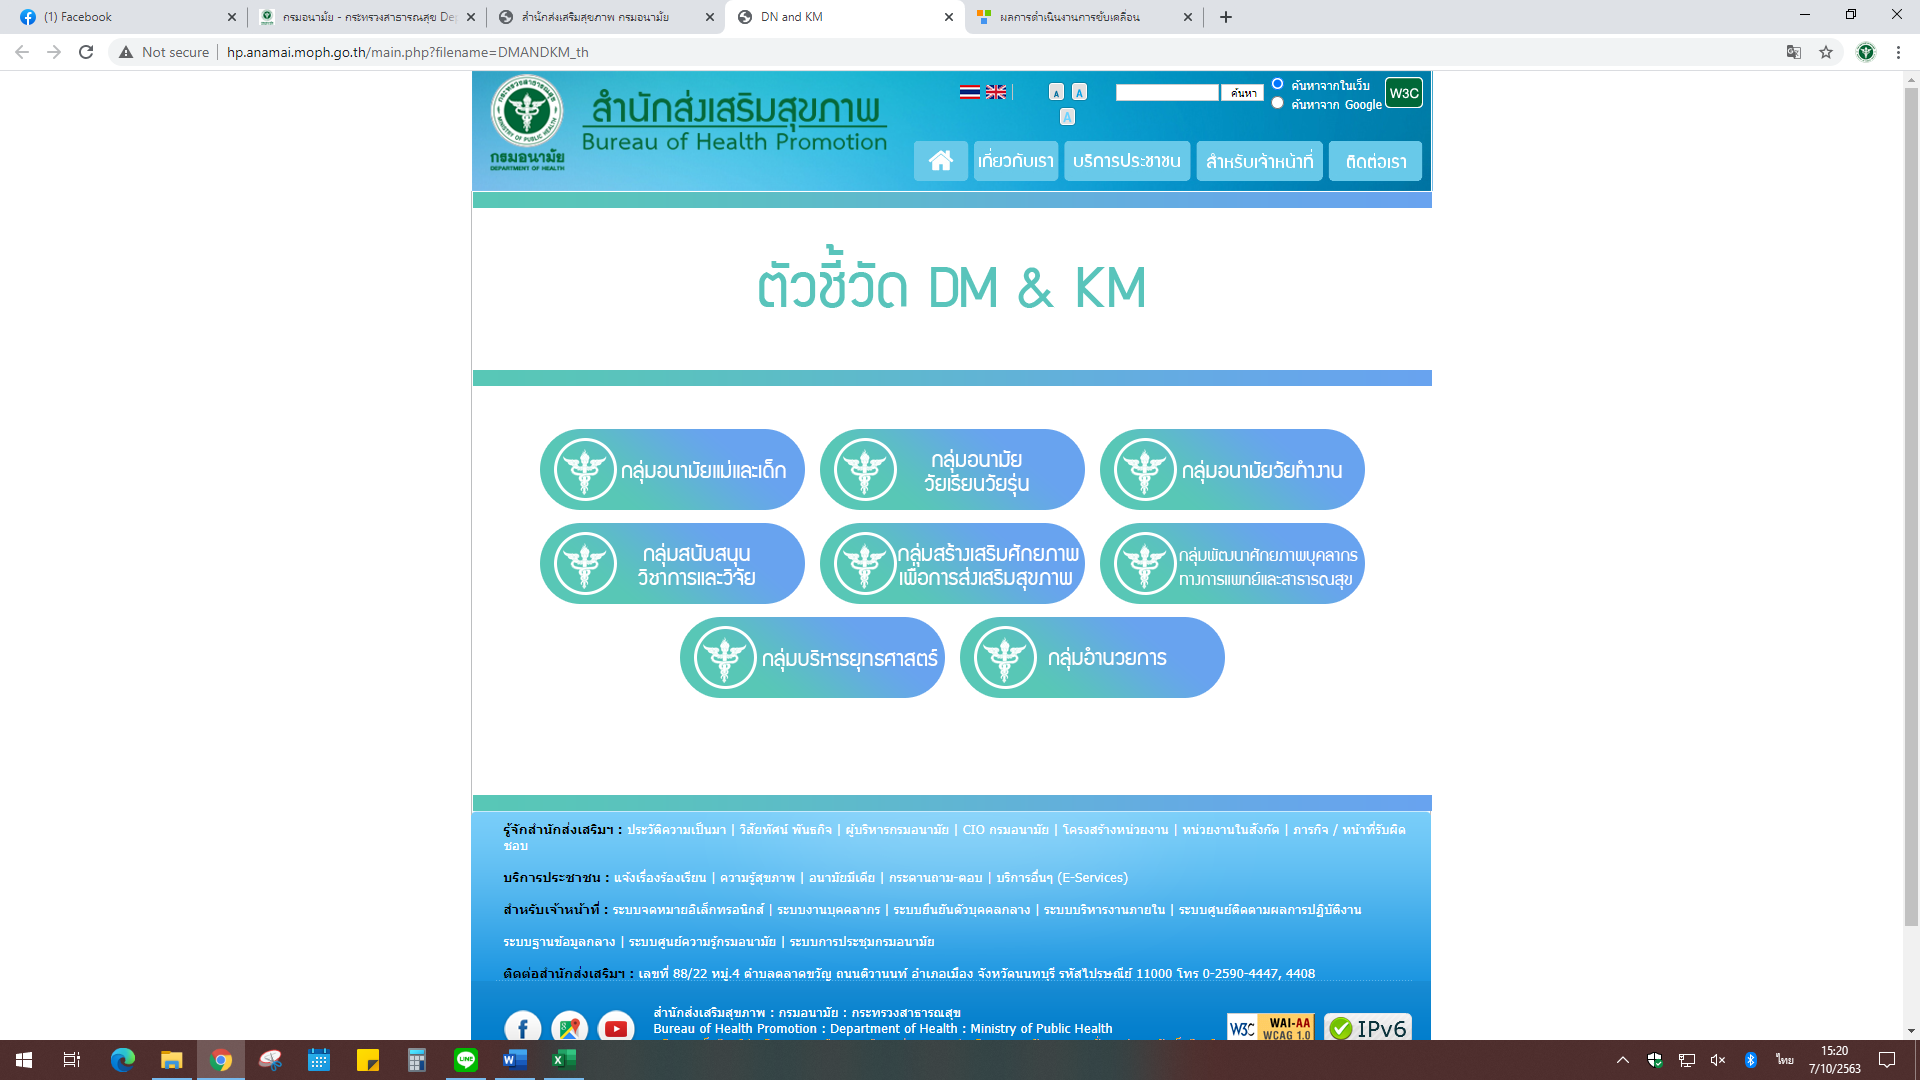 (1) Facebook
กรมอนามัย - กระทรวงสาธารณสุข De
สำนักส่งเสริมสุขภาพ กรมอนามัย
DN and KM
ผลการดำเนินงานการขับเคลื่อน
Not secure
hp.anamai.moph.go.th/main.php?filename=DMANDKM_th
กระทรวงสาธารณสุข
MINISTRY OF PUBLIC HEALTH
กรมอนามัย
DEPARTMENT OF HEALTH
สำนักส่งเสริมสุขภาพ
Bureau of Health Promotion
A A
A
ค้นหา
ค้นหาจากในเว็บ
ค้นหาจาก Google
W3C
เกี่ยวกับเรา
บริการประชาชน
สำหรับเจ้าหน้าที่
ติดต่อเรา
ตัวชี้วัด DM & KM
กลุ่มอนามัยแม่และเด็ก
กลุ่มอนามัย
วัยเรียนวัยรุ่น
กลุ่มอนามัยวัยทำงาน
กลุ่มสนับสนุน
วิชาการและวิจัย
กลุ่มสร้างเสริมศักยภาพ
เพื่อการส่งเสริมสุขภาพ
กลุ่มพัฒนาศักยภาพบุคลากร
ทางการแพทย์และสาธารณสุข
กลุ่มบริหารยุทธศาสตร์
กลุ่มอำนวยการ
รู้จักสำนักส่งเสริมฯ : ประวัติความเป็นมา | วิสัยทัศน์ พันธกิจ | ผู้บริหารกรมอนามัย | CIO กรมอนามัย | โครงสร้างหน่วยงาน | หน่วยงานในสังกัด | ภารกิจ / หน้าที่รับผิด
ชอบ
บริการประชาชน : แจ้งเรื่องร้องเรียน | ความรู้สุขภาพ | อนามัยมีเดีย | กระดานถาม-ตอบ | บริการอื่นๆ (E-Services)
สำหรับเจ้าหน้าที่ : ระบบจดหมายอิเล็กทรอนิกส์ | ระบบงานบุคคลากร | ระบบยืนยันตัวบุคคลกลาง | ระบบบริหารงานภายใน | ระบบศูนย์ติดตามผลการปฏิบัติงาน
ระบบฐานข้อมูลกลาง | ระบบศูนย์ความรู้กรมอนามัย | ระบบการประชุมกรมอนามัย
ติดต่อสำนักส่งเสริมฯ : เลขที่ 88/22 หมู่.4 ตำบลตลาดขวัญ ถนนติวานนท์ อำเภอเมือง จังหวัดนนทบุรี รหัสไปรษณีย์ 11000 โทร 0-2590-4447, 4408
สำนักส่งเสริมสุขภาพ : กรมอนามัย : กระทรวงสาธารณสุข
Bureau of Health Promotion : Department of Health : Ministry of Public Health
W3C WAI-AA
WCAG 1.0
IPv6
ไทย
15:20
7/10/2563